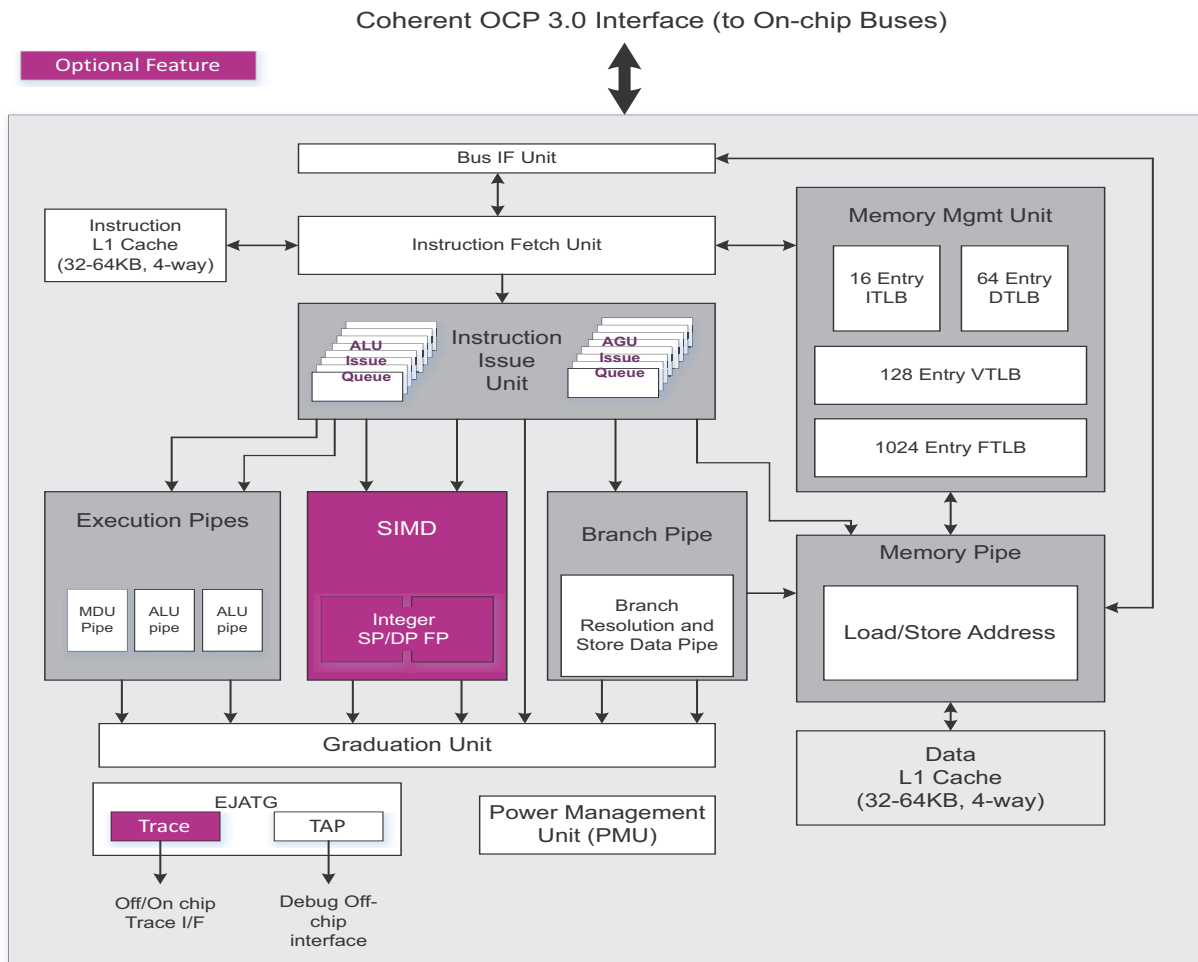 Coherent OCP 3.0 Interface (to On-chip Buses)
Optional Feature
Bus IF Unit
Instruction
L1 Cache
(32-64KB, 4-way)
Instruction Fetch Unit
Memory Mgmt Unit
16 Entry
ITLB
64 Entry
DTLB
128 Entry VTLB
1024 Entry FTLB
ALU
Issue
Queue
Instruction
Issue
Unit
AGU
Issue
Queue
Execution Pipes
MDU
Pipe
ALU
pipe
ALU
pipe
SIMD
Integer
SP/DP FP
Branch Pipe
Branch
Resolution and
Store Data Pipe
Memory Pipe
Load/Store Address
Graduation Unit
Data
L1 Cache
(32-64KB, 4-way)
EJATG
Trace
TAP
Power Management
Unit (PMU)
Off/On chip
Trace I/F
Debug Off-
chip
interface